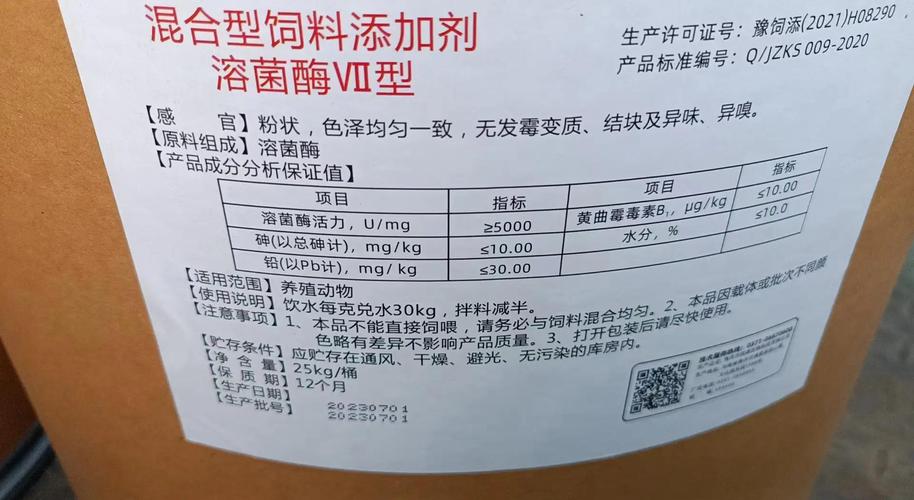 混合型饲料添加剂
溶菌酶Ⅶ型
生产许可证号：豫饲添(2021)H08290
产品标准编号：Q/JZKS 009-2020
【感 官】粉状，色泽均匀一致，无发霉变质、结块及异味、异嗅。
【原料组成】溶菌酶
【产品成分分析保证值】
项目 指标 项目 指标
溶菌酶活力，U/mg ≥5000 黄曲霉毒素B₁，μg/kg ≤10.00
砷(以总砷计)，mg/kg ≤10.00 水分，% ≤10.0
铅(以Pb计)，mg/kg ≤30.00
【适用范围】养殖动物
【使用说明】饮水每克兑水30kg，拌料减半。
【注意事项】1、本品不能直接饲喂，请务必与饲料混合均匀。2、本品因载体或批次不同颜
色略有差异不影响产品质量。3、打开包装后请尽快使用。
【贮存条件】应贮存在通风、干燥、避光、无污染的库房内。
【净 含 量】25kg/桶
【保 质 期】12个月
【生产日期】20230701
【生产批号】20230701